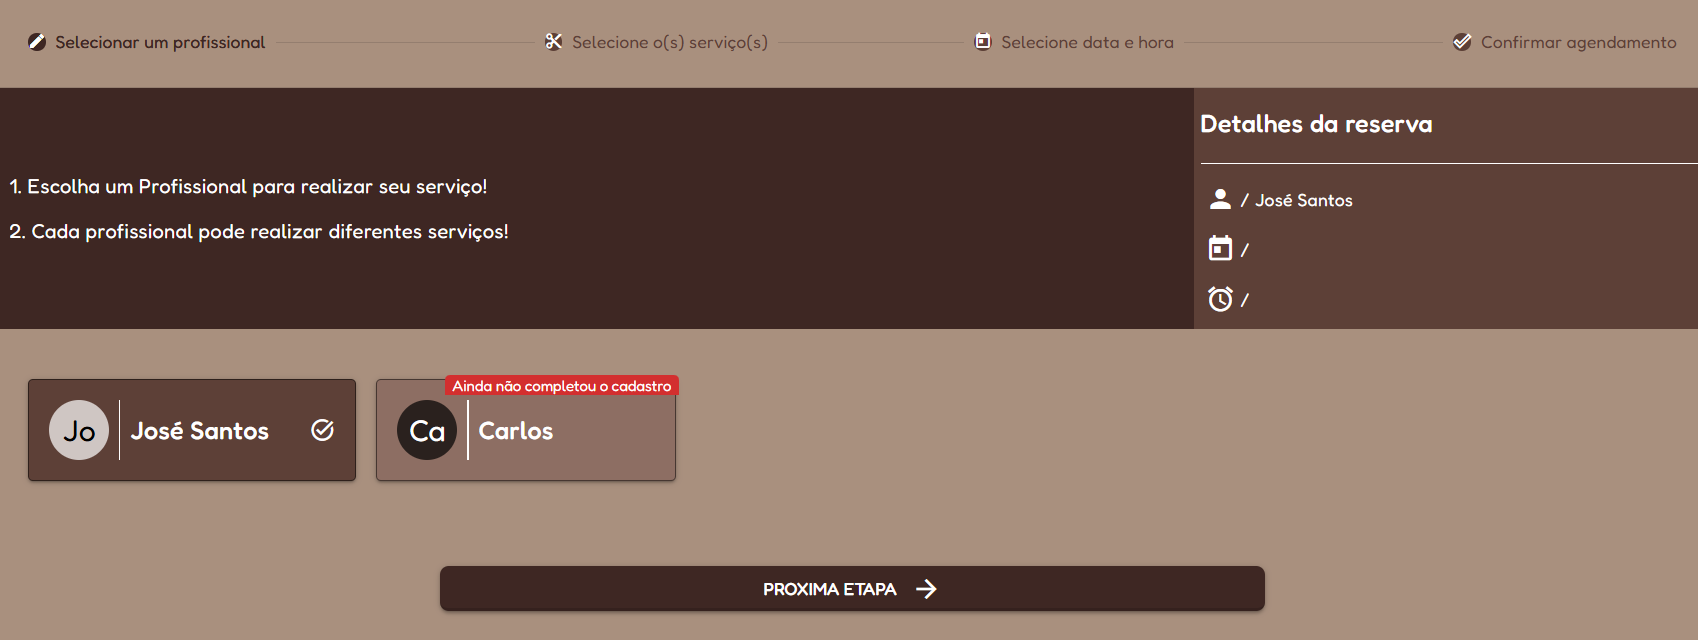 Selecionar um profissional
Selecione o(s) serviço(s)
Selecione data e hora
Confirmar agendamento
1. Escolha um Profissional para realizar seu serviço!
2. Cada profissional pode realizar diferentes serviços!
Detalhes da reserva
/ José Santos
/
/
Jo
José Santos
Ainda não completou o cadastro
Ca
Carlos
PROXIMA ETAPA